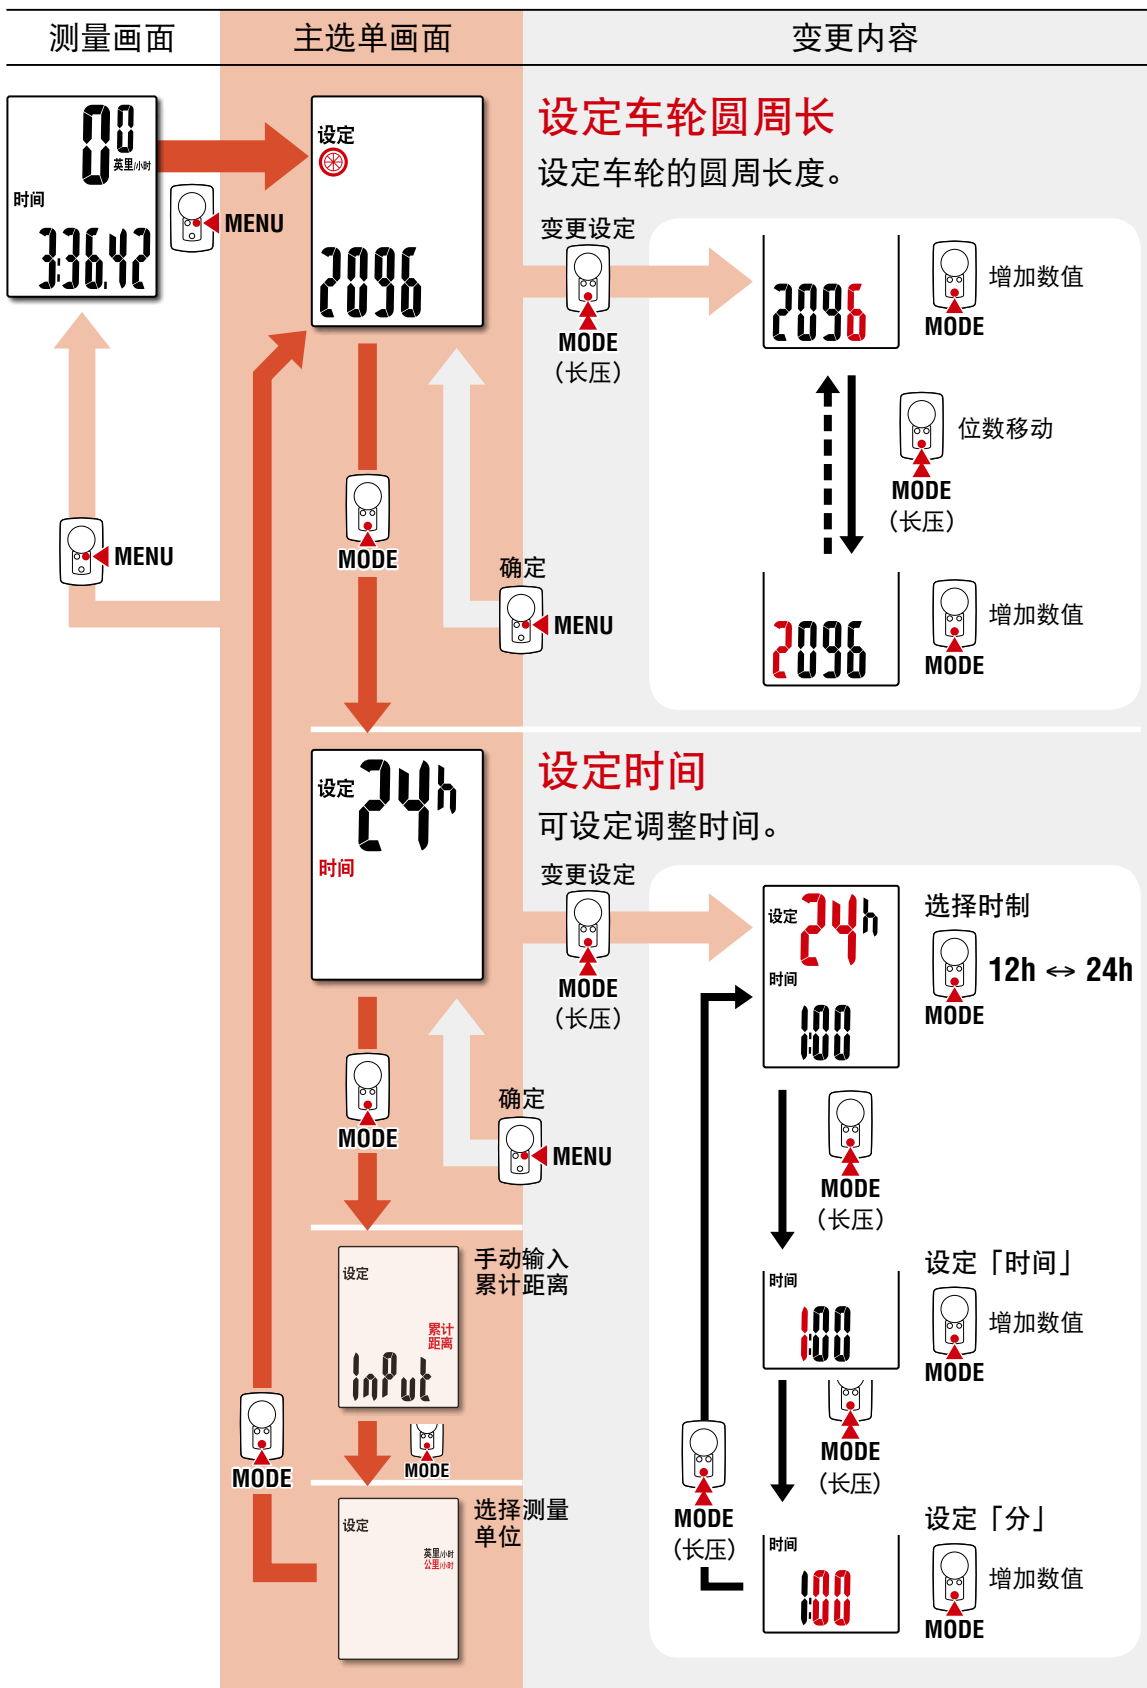 测量画面
主选单画面
变更内容
0.0
英里/小时
时间
3:36.42
MENU
设定
2096
设定车轮圆周长
设定车轮的圆周长度。
变更设定
MODE
（长压）
2096
增加数值
MODE
位数移动
MODE
（长压）
2096
增加数值
MODE
MENU
MODE
确定
MENU
设定
24h
时间
设定时间
可设定调整时间。
变更设定
MODE
（长压）
设定
24h
时间
1:00
选择时制
12h ⇔ 24h
MODE
MODE
确定
MENU
MODE
（长压）
手动输入
累计距离
设定
累计
距离
InPut
时间
1:00
设定「时间」
增加数值
MODE
MODE
MODE
MODE
（长压）
MODE
（长压）
选择测量
单位
设定
英里/小时
公里/小时
时间
1:00
设定「分」
增加数值
MODE